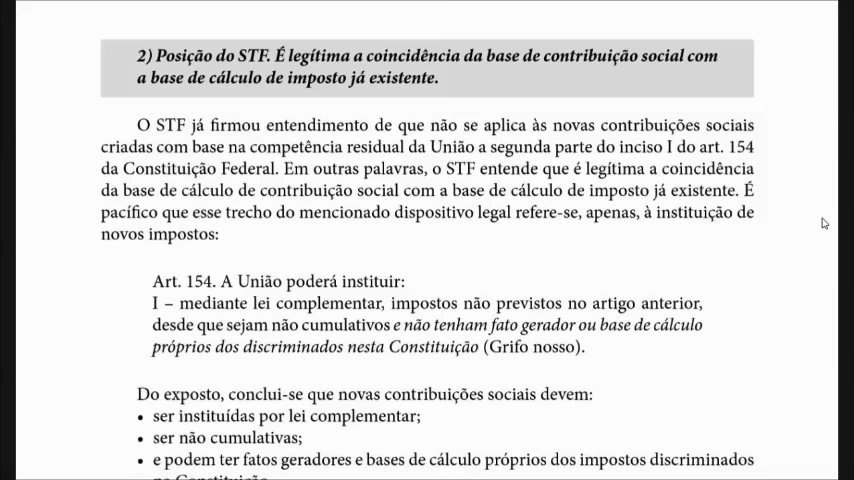 2) Posição do STF. É legítima a coincidência da base de contribuição social com
a base de cálculo de imposto já existente.
O STF já firmou entendimento de que não se aplica às novas contribuições sociais
criadas com base na competência residual da União a segunda parte do inciso I do art. 154
da Constituição Federal. Em outras palavras, o STF entende que é legítima a coincidência
da base de cálculo de contribuição social com a base de cálculo de imposto já existente. É
pacífico que esse trecho do mencionado dispositivo legal refere-se, apenas, à instituição de
novos impostos:
Art. 154. A União poderá instituir:
I – mediante lei complementar, impostos não previstos no artigo anterior,
desde que sejam não cumulativos e não tenham fato gerador ou base de cálculo
próprios dos discriminados nesta Constituição (Grifo nosso).
Do exposto, conclui-se que novas contribuições sociais devem:
• ser instituídas por lei complementar;
• ser não cumulativas;
• e podem ter fatos geradores e bases de cálculo próprios dos impostos discriminados
na Constituição